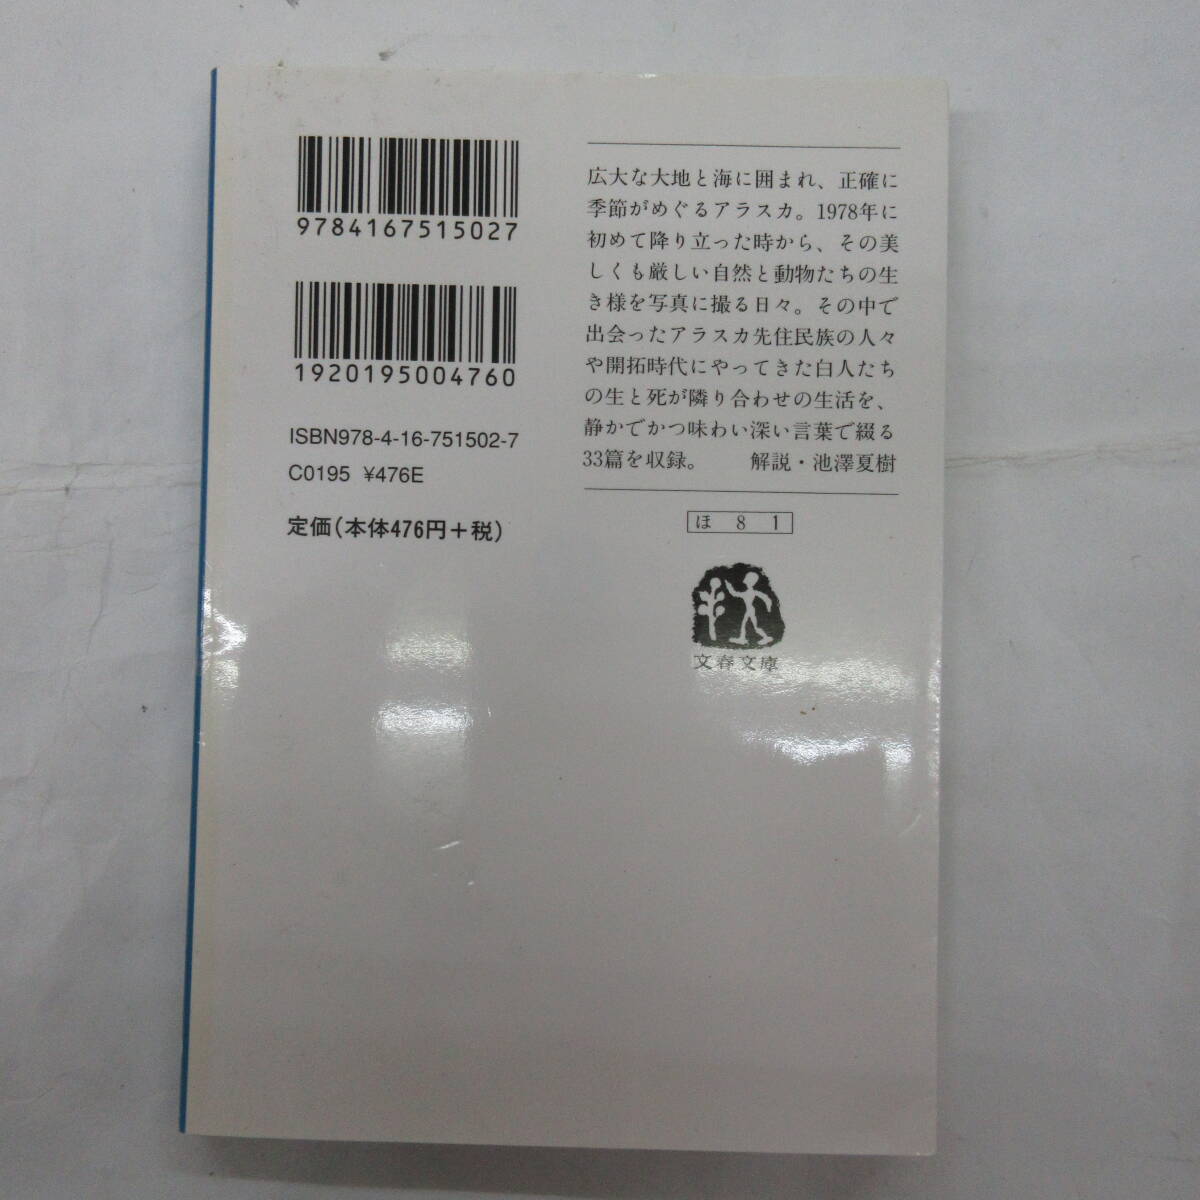 9784167515027
1920195004760
ISBN978-4-16-751502-7
C0195 ¥476E
定価(本体476円+税)
広大な大地と海に囲まれ、正確に
季節がめぐるアラスカ。1978年に
初めて降り立った時から、その美
しくも厳しい自然と動物たちの生
き様を写真に撮る日々。その中で
出会ったアラスカ先住民族の人々
や開拓時代にやってきた白人たち
の生と死が隣り合わせの生活を、
静かでかつ味わい深い言葉で綴る
33篇を収録。　解説・池澤夏樹
ほ 8 1
文春文庫